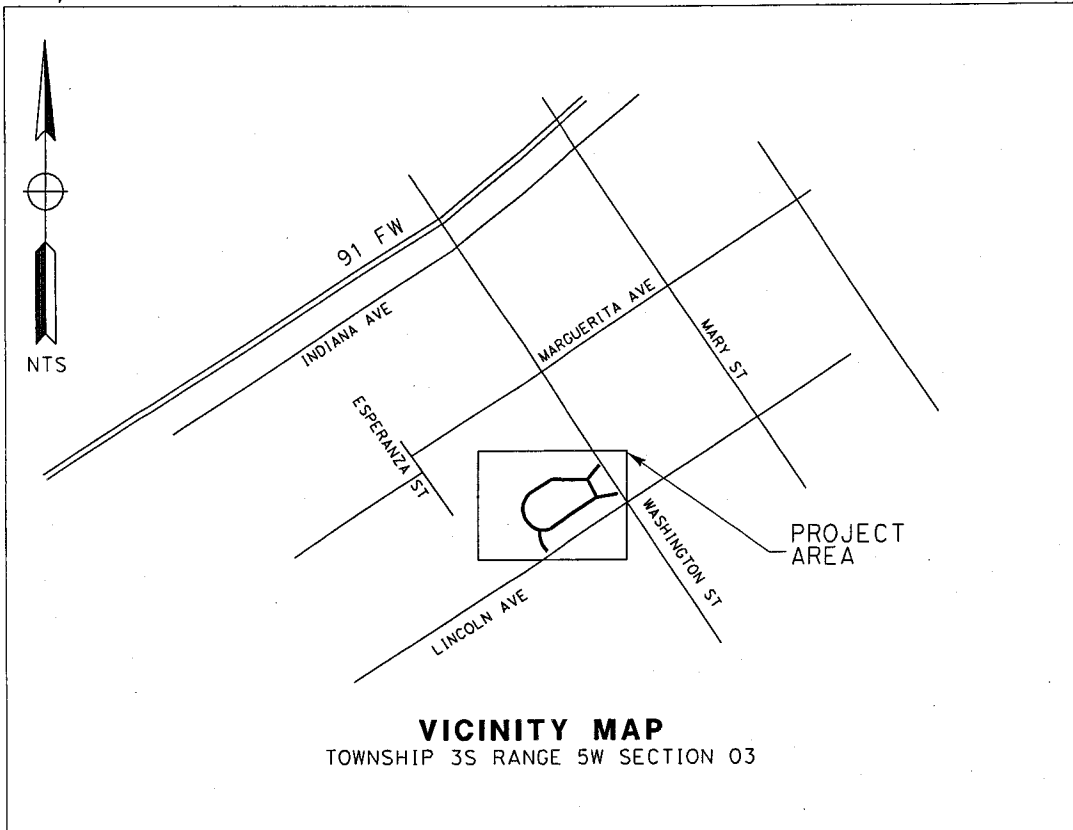 91 FW
INDIANA AVE
MARGUERITA AVE
MARY ST
NTS
ESPERANZA ST
WASHINGTON ST
PROJECT
AREA
LINCOLN AVE
VICINITY MAP
TOWNSHIP 3S RANGE 5W SECTION 03